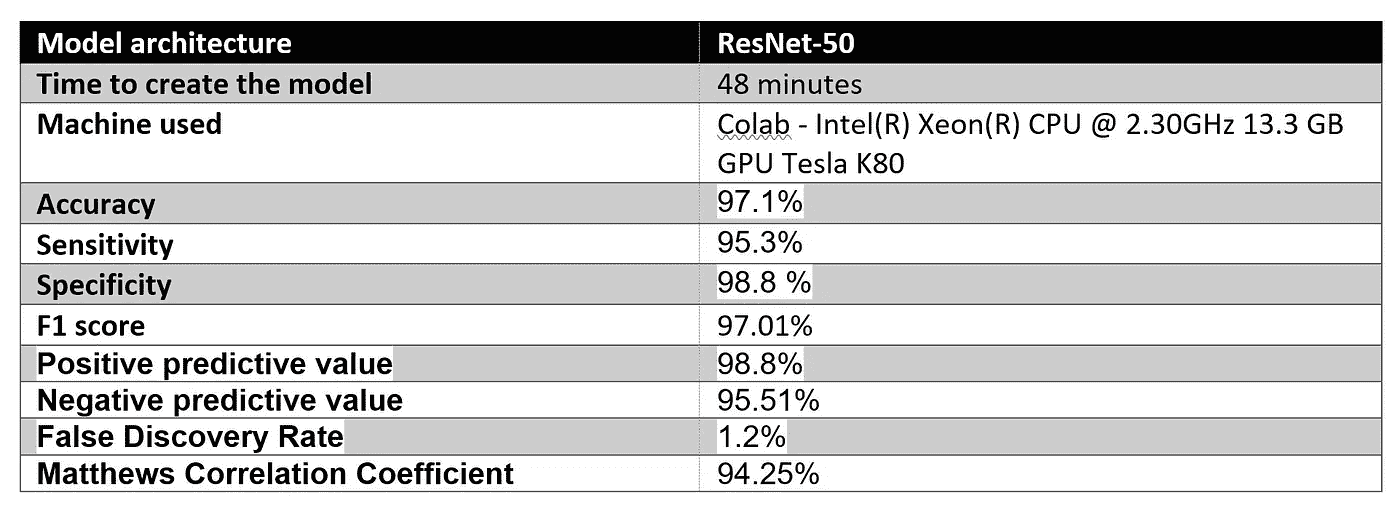 Model architecture ResNet-50
Time to create the model 48 minutes
Machine used Colab - Intel(R) Xeon(R) CPU @ 2.30GHz 13.3 GB
GPU Tesla K80
Accuracy 97.1%
Sensitivity 95.3%
Specificity 98.8 %
F1 score 97.01%
Positive predictive value 98.8%
Negative predictive value 95.51%
False Discovery Rate 1.2%
Matthews Correlation Coefficient 94.25%